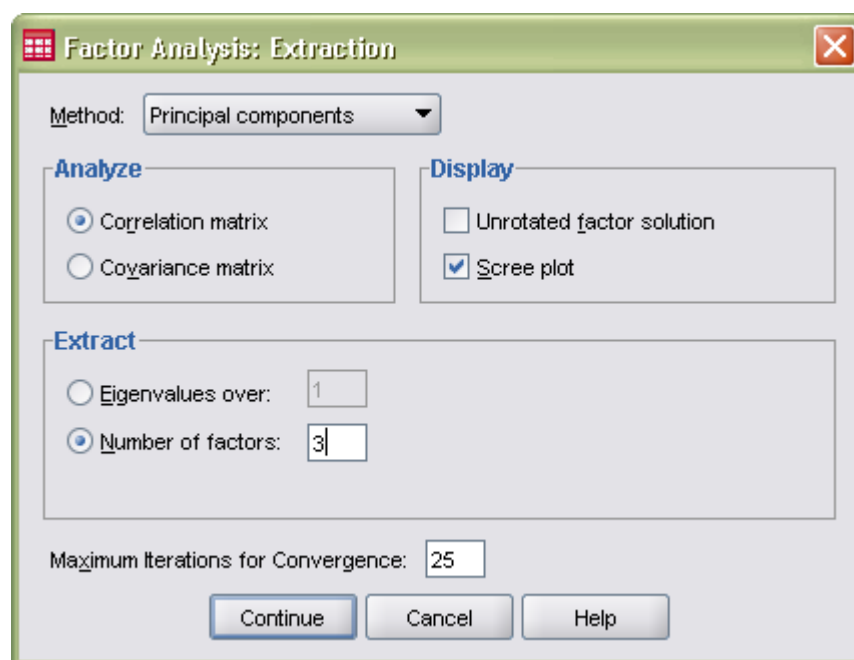 Factor Analysis: Extraction
Method: Principal components
Analyze
Correlation matrix
Covariance matrix
Display
Unrotated factor solution
Scree plot
Extract
Eigenvalues over: 1
Number of factors: 3
Maximum Iterations for Convergence: 25
Continue Cancel Help